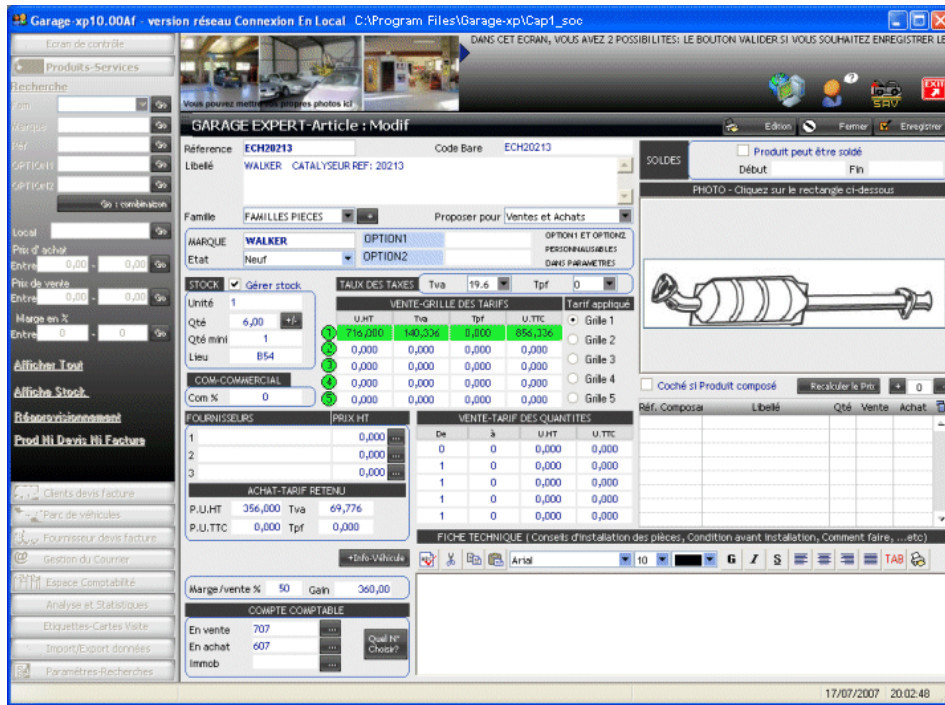 Garage-xp10.00Af - version réseau Connexion En Local C:\Program Files\Garage-xp\Cap1_soc
Ecran de contrôle
Produits-Services
DANS CET ECRAN, VOUS AVEZ 2 POSSIBILITES: LE BOUTON VALIDER SI VOUS SOUHAITEZ ENREGISTRER LE
Vous pouvez mettre vos propres photos ici
SAV
EXIT
Recherche
Fam
Go
Marque
Go
Réf
Go
OPTION1
Go
OPTION2
Go
Go : combinaison
Local
Go
Prix d' achat
Entre 0,00 - 0,00 Go
Prix de vente
Entre 0,00 - 0,00 Go
Marge en %
Entre 0 - 0 Go
Afficher Tout
Affiche Stock
Réaprovisionnement
Prod Ni Devis Ni Facture
Clients devis facture
Parc de véhicules
Fournisseur devis facture
Gestion du Courrier
Espace Comptabilité
Analyse et Statistiques
Etiquettes-Cartes Visite
Import/Export données
Paramètres-Recherches
GARAGE EXPERT-Article : Modif
Edition Fermer Enregistrer
Réference ECH20213 Code Bare ECH20213
Libellé WALKER CATALYSEUR REF: 20213
Famille FAMILLES PIECES + Proposer pour Ventes et Achats
MARQUE WALKER OPTION1
Etat Neuf OPTION2
OPTION1 ET OPTION2
PERSONNALISABLES
DANS PARAMETRES
STOCK Gérer stock
Unité 1
Qté 6,00 +/-
Qté mini 1
Lieu B54
COM-COMMERCIAL
Com % 0
TAUX DES TAXES Tva 19.6 Tpf 0
VENTE-GRILLE DES TARIFS Tarif appliqué
U.HT Tva Tpf U.TTC
1 716,000 140,336 0,000 856,336 Grille 1
2 0,000 0,000 0,000 0,000 Grille 2
3 0,000 0,000 0,000 0,000 Grille 3
4 0,000 0,000 0,000 0,000 Grille 4
5 0,000 0,000 0,000 0,000 Grille 5
FOURNISSEURS PRIX HT
1 0,000 ...
2 0,000 ...
3 0,000 ...
ACHAT-TARIF RETENU
P.U.HT 356,000 Tva 69,776
P.U.TTC 0,000 Tpf 0,000
VENTE-TARIF DES QUANTITES
De à U.HT U.TTC
0 0 0,000 0,000
1 0 0,000 0,000
1 0 0,000 0,000
1 0 0,000 0,000
1 0 0,000 0,000
SOLDES
Produit peut être soldé
Début Fin
PHOTO - Cliquez sur le rectangle ci-dessous
Coché si Produit composé Recalculer le Prix + 0 -
Réf. Composai Libellé Qté Vente Achat
+Info-Véhicule
Marge/vente % 50 Gain 360,00
COMPTE COMPTABLE
En vente 707 ...
En achat 607 ...
Immob ...
Quel N°
Choisir?
FICHE TECHNIQUE ( Conseils d'installation des pièces, Condition avant installation, Comment faire, ...etc)
Arial 10 G I S TAB
17/07/2007 20:02:48